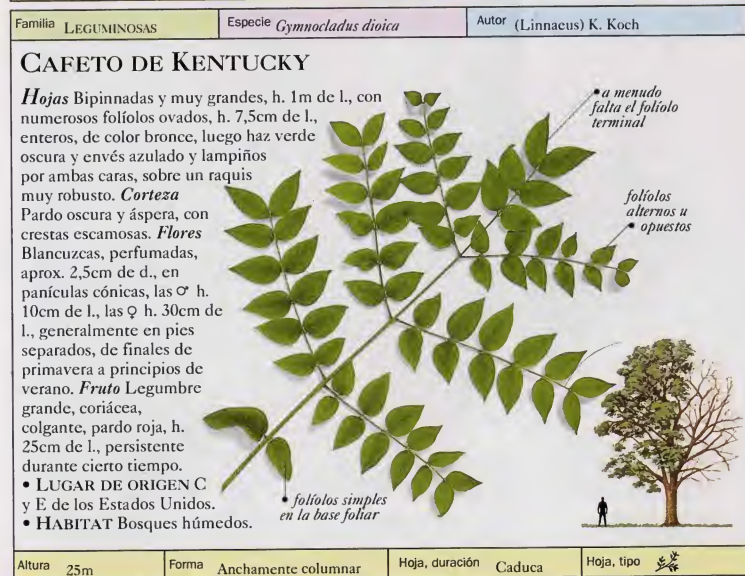 Familia LEGUMINOSAS
Especie Gymnocladus dioica
Autor (Linnaeus) K. Koch
CAFETO DE KENTUCKY
Hojas Bipinnadas y muy grandes, h. 1m de l., con
numerosos folíolos ovados, h. 7,5cm de l.,
enteros, de color bronce, luego haz verde
oscura y envés azulado y lampiños
por ambas caras, sobre un raquis
muy robusto. Corteza
Pardo oscura y áspera, con
crestas escamosas. Flores
Blancuzcas, perfumadas,
aprox. 2,5cm de d., en
panículas cónicas, las ♂ h.
10cm de l., las ♀ h. 30cm de
l., generalmente en pies
separados, de finales de
primavera a principios de
verano. Fruto Legumbre
grande, coriácea,
colgante, pardo roja, h.
25cm de l., persistente
durante cierto tiempo.
• LUGAR DE ORIGEN C
y E de los Estados Unidos.
• HABITAT Bosques húmedos.
a menudo
falta el folíolo
terminal
folíolos
alternos u
opuestos
folíolos simples
en la base foliar
Altura 25m
Forma Anchamente columnar
Hoja, duración Caduca
Hoja, tipo